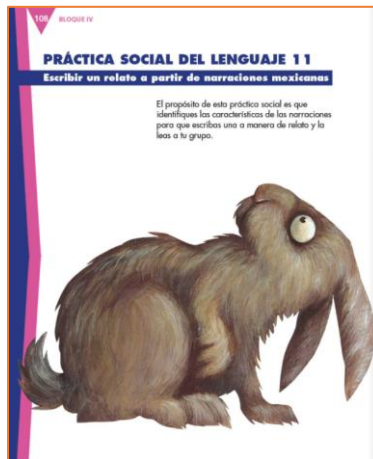 108 BLOQUE IV
PRÁCTICA SOCIAL DEL LENGUAJE 11
Escribir un relato a partir de narraciones mexicanas
El propósito de esta práctica social es que
identifiques las características de las narraciones
para que escribas una a manera de relato y la
leas a tu grupo.